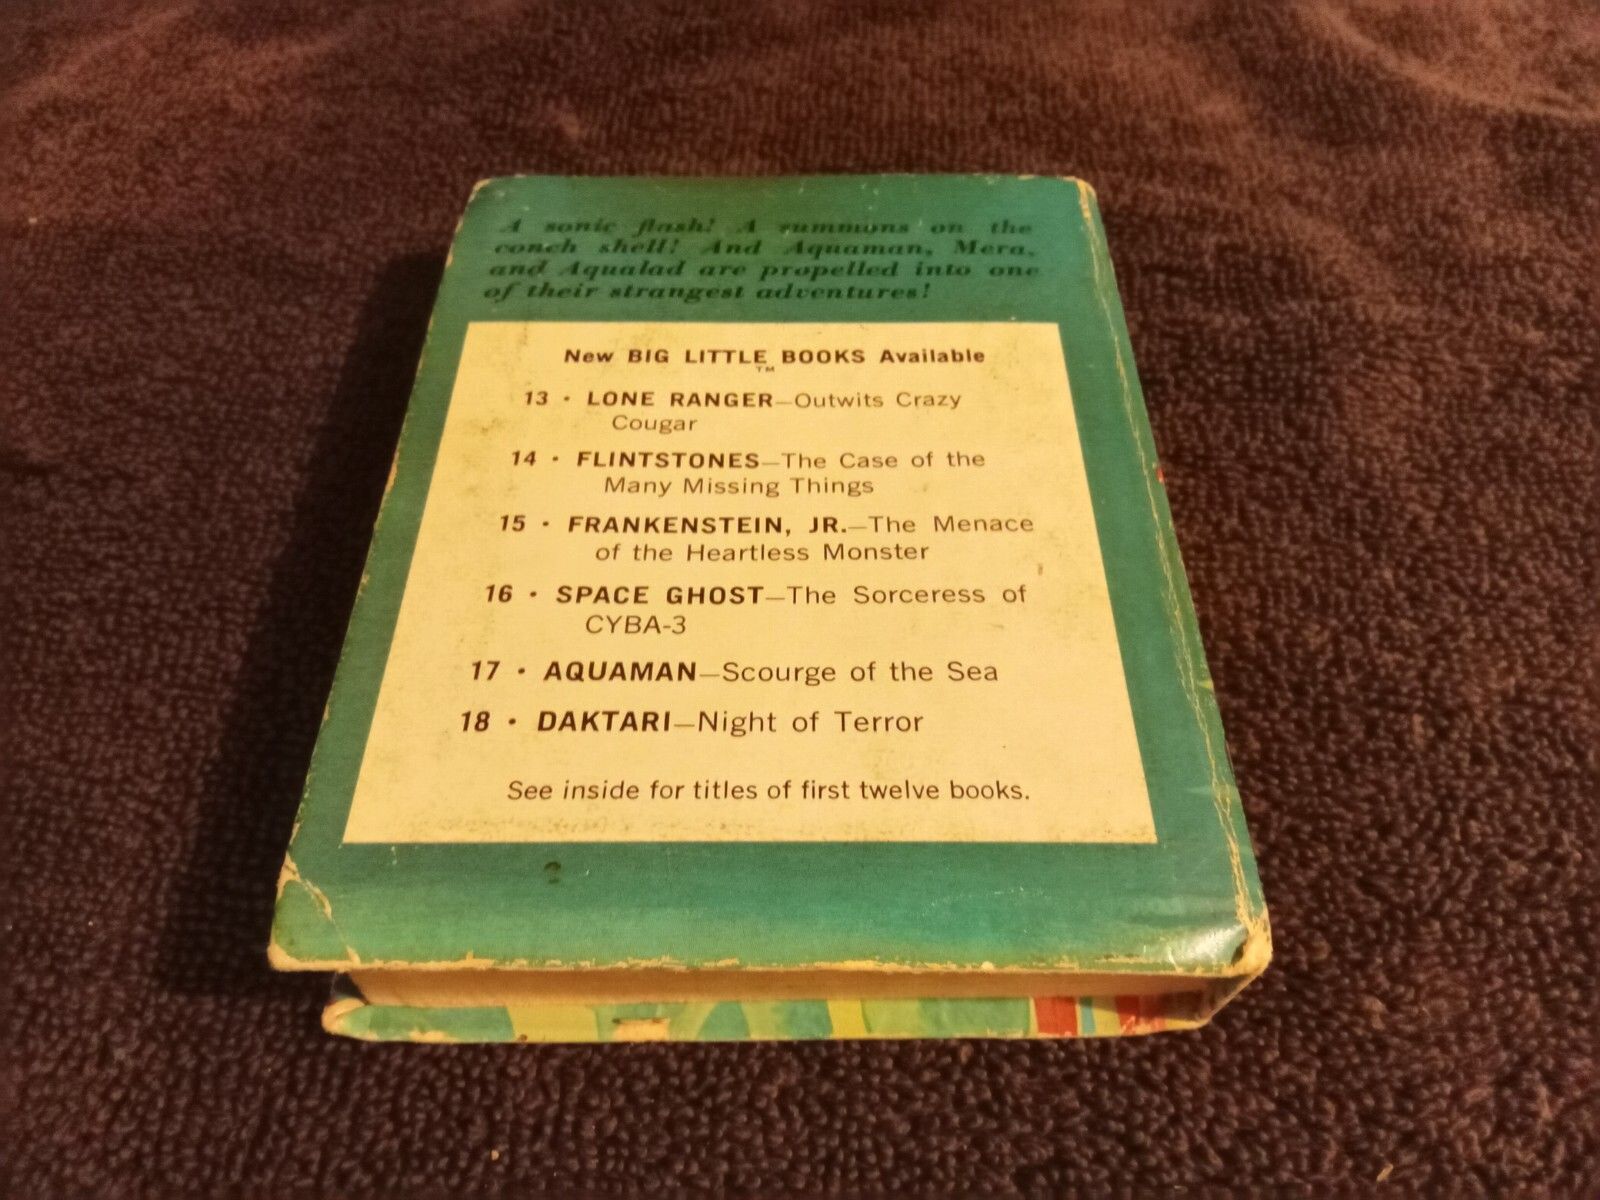 A sonic flash! A summons on the
conch shell! And Aquaman, Mera,
and Aqualad are propelled into one
of their strangest adventures!
New BIG LITTLE BOOKS Available
TM
13 • LONE RANGER—Outwits Crazy
Cougar
14 • FLINTSTONES—The Case of the
Many Missing Things
15 • FRANKENSTEIN, JR.—The Menace
of the Heartless Monster
16 • SPACE GHOST—The Sorceress of
CYBA-3
17 • AQUAMAN—Scourge of the Sea
18 • DAKTARI—Night of Terror
See inside for titles of first twelve books.